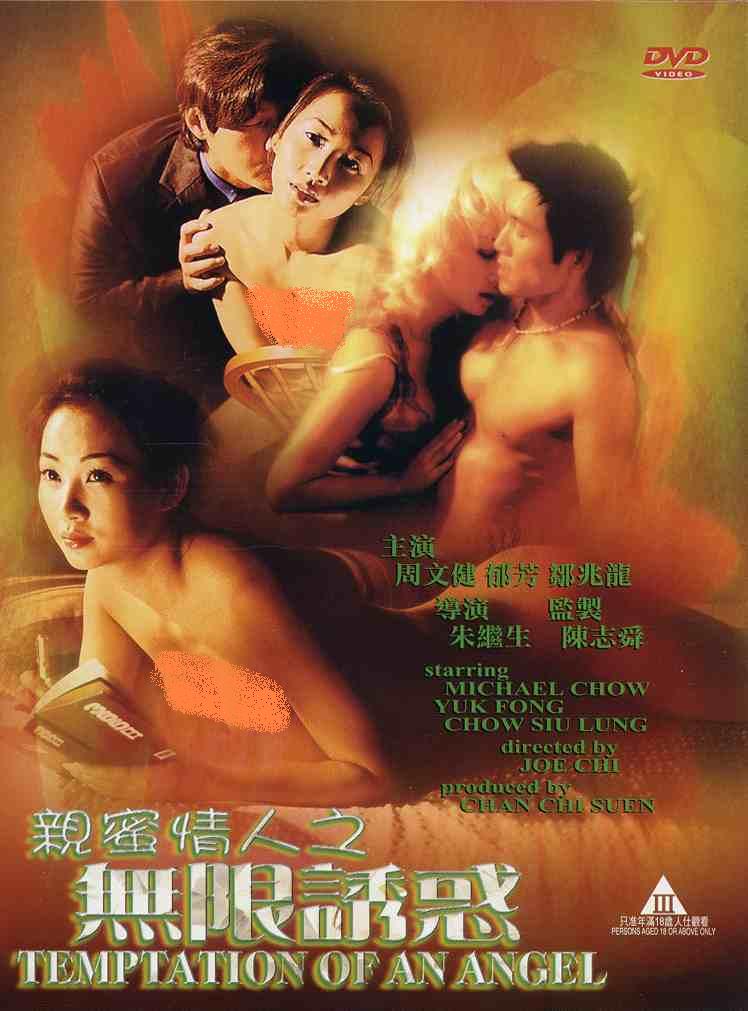 DVD
VIDEO
主演
周文健 郁芳 鄒兆龍
導演 監製
朱繼生 陳志舜
starring
MICHAEL CHOW
YUK FONG
CHOW SIU LUNG
directed by
JOE CHI
produced by
CHAN CHI SUEN
親蜜情人之
無限誘惑
TEMPTATION OF AN ANGEL
III
只准年滿18歲人仕觀看
PERSONS AGED 18 OR ABOVE ONLY